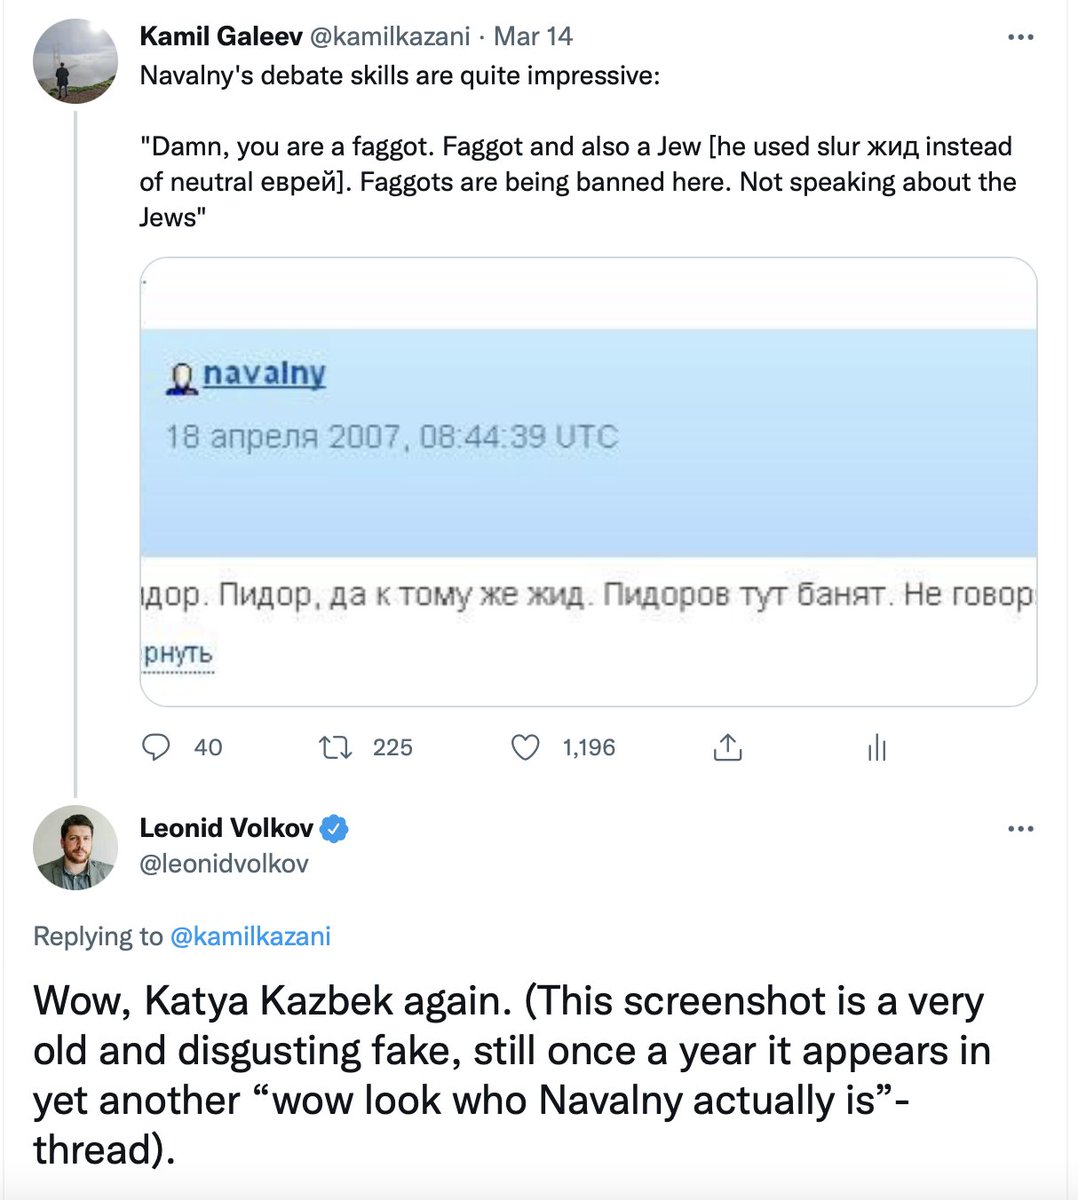 Kamil Galeev @kamilkazani · Mar 14
Navalny's debate skills are quite impressive:
"Damn, you are a faggot. Faggot and also a Jew [he used slur жид instead
of neutral еврей]. Faggots are being banned here. Not speaking about the
Jews"
navalny
18 апреля 2007, 08:44:39 UTC
дор. Пидор, да к тому же жид. Пидоров тут банят. Не говор
рнуть
40 225 1,196
Leonid Volkov
@leonidvolkov
Replying to @kamilkazani
Wow, Katya Kazbek again. (This screenshot is a very
old and disgusting fake, still once a year it appears in
yet another “wow look who Navalny actually is”-
thread).